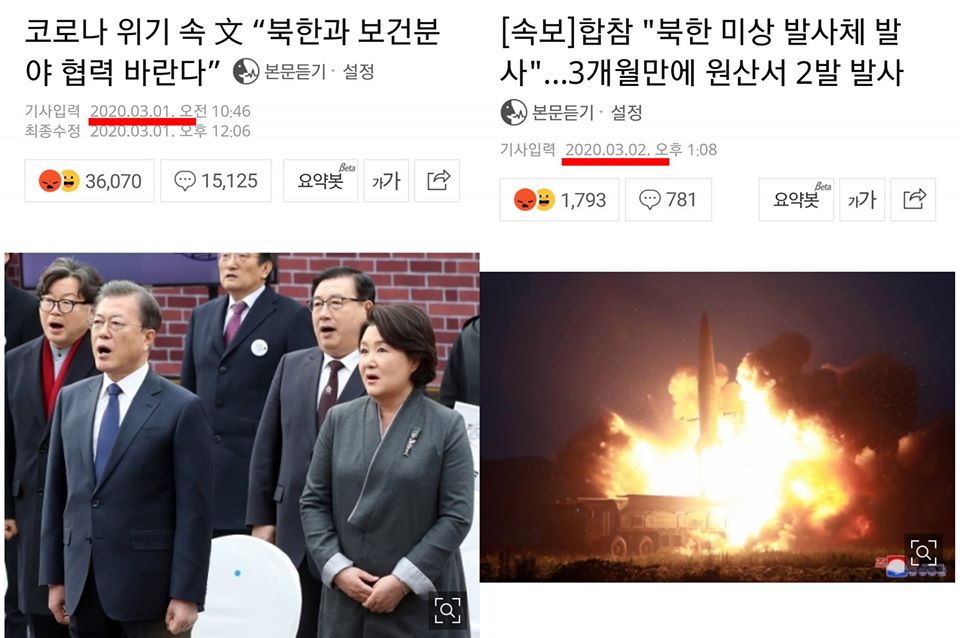 코로나 위기 속 文 “북한과 보건분
야 협력 바란다”
본문듣기 · 설정
기사입력 2020.03.01. 오전 10:46
최종수정 2020.03.01. 오후 12:06
36,070
15,125
요약봇 Beta
가가
[속보]합참 "북한 미상 발사체 발
사"...3개월만에 원산서 2발 발사
본문듣기 · 설정
기사입력 2020.03.02. 오후 1:08
1,793
781
요약봇 Beta
가가